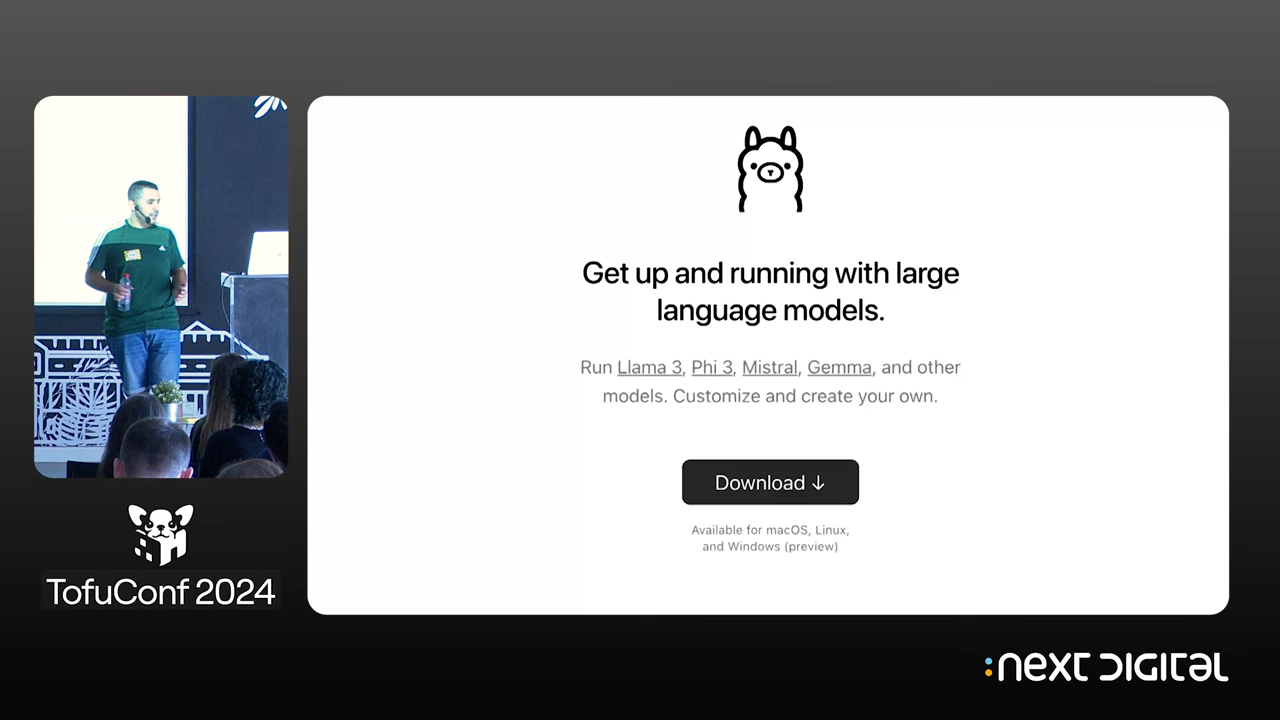 Get up and running with large
language models.
Run Llama 3, Phi 3, Mistral, Gemma, and other
models. Customize and create your own.
Download ↓
Available for macOS, Linux,
and Windows (preview)
TofuConf 2024
:NEXT DIGITAL